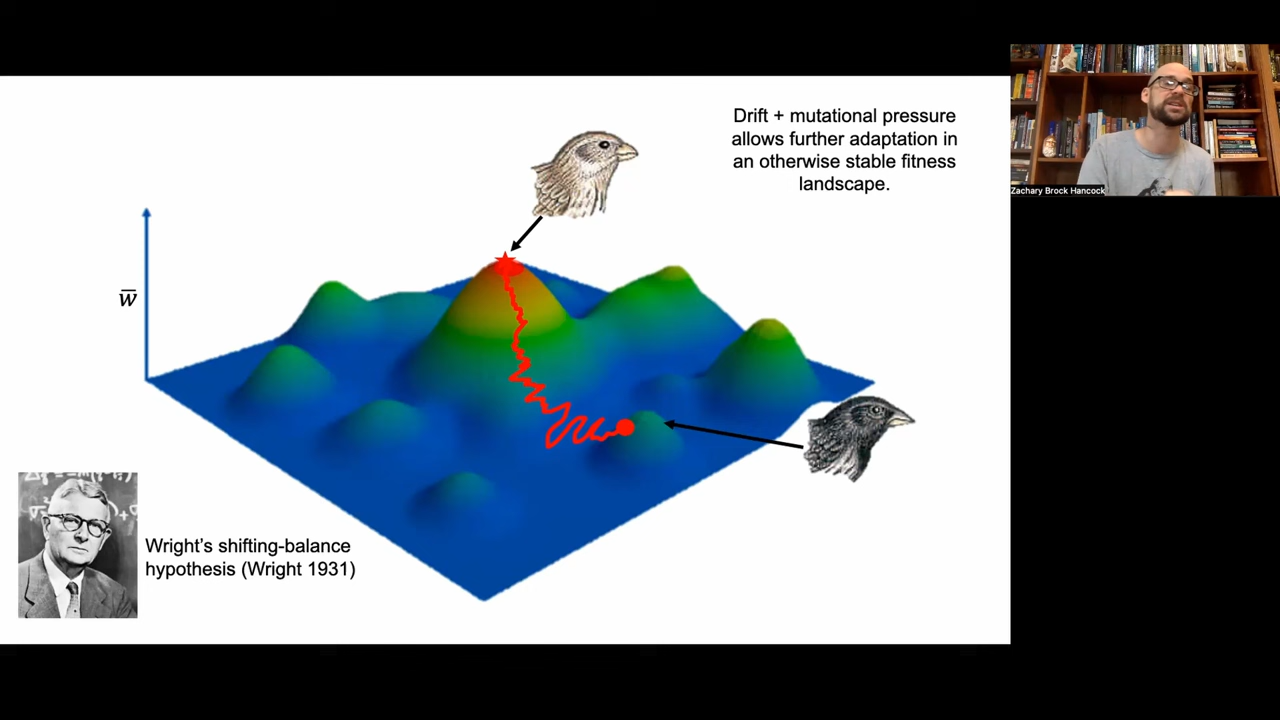 Drift + mutational pressure
allows further adaptation in
an otherwise stable fitness
landscape.
Zachary Brock Hancock
w̅
Wright's shifting-balance
hypothesis (Wright 1931)